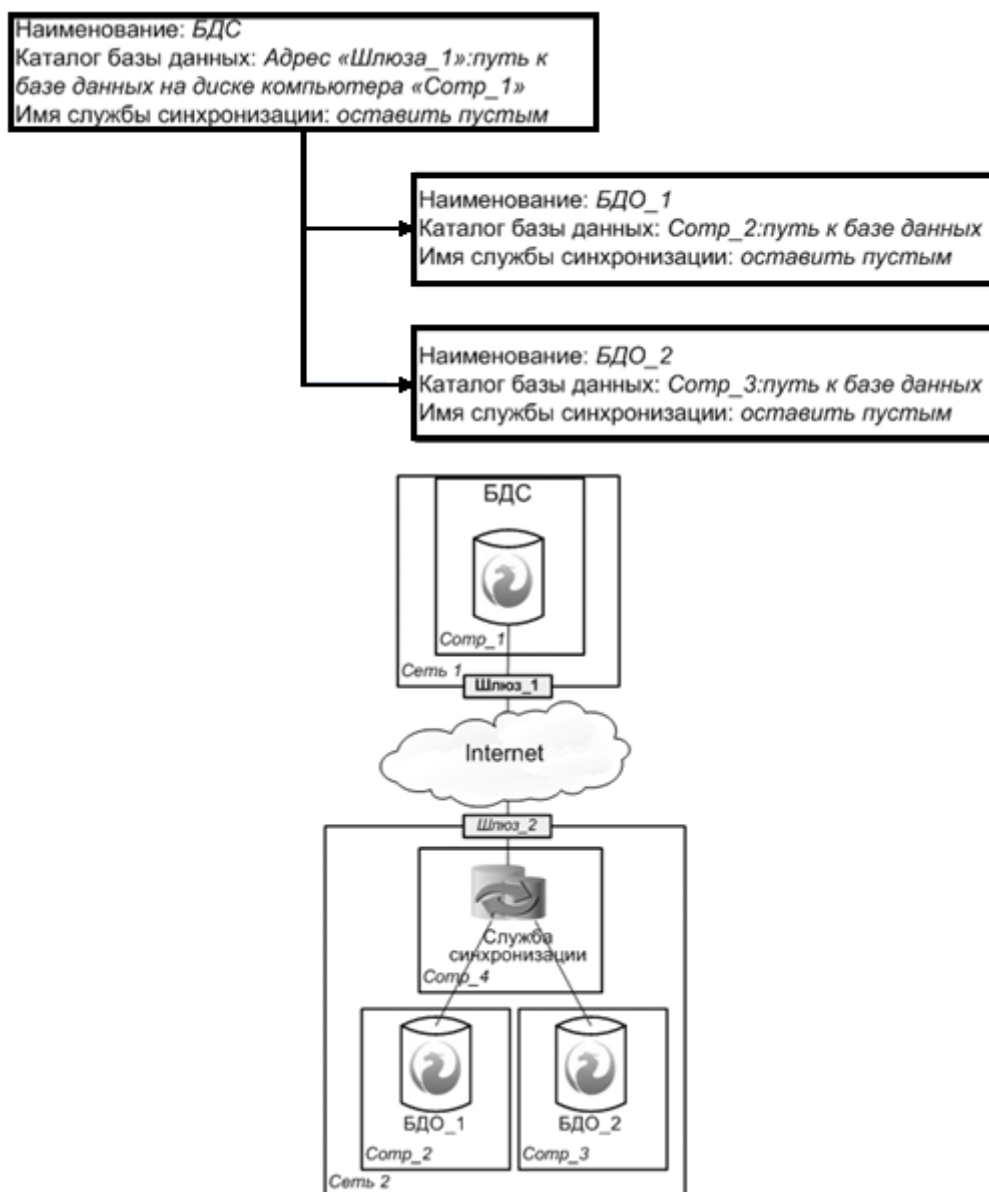 Наименование: БДС
Каталог базы данных: Адрес «Шлюза_1»:путь к
базе данных на диске компьютера «Comp_1»
Имя службы синхронизации: оставить пустым
Наименование: БДО_1
Каталог базы данных: Comp_2:путь к базе данных
Имя службы синхронизации: оставить пустым
Наименование: БДО_2
Каталог базы данных: Comp_3:путь к базе данных
Имя службы синхронизации: оставить пустым
БДС
Comp_1
Сеть 1
Шлюз_1
Internet
Шлюз_2
Служба
синхронизации
Comp_4
БДО_1
БДО_2
Comp_2
Comp_3
Сеть 2